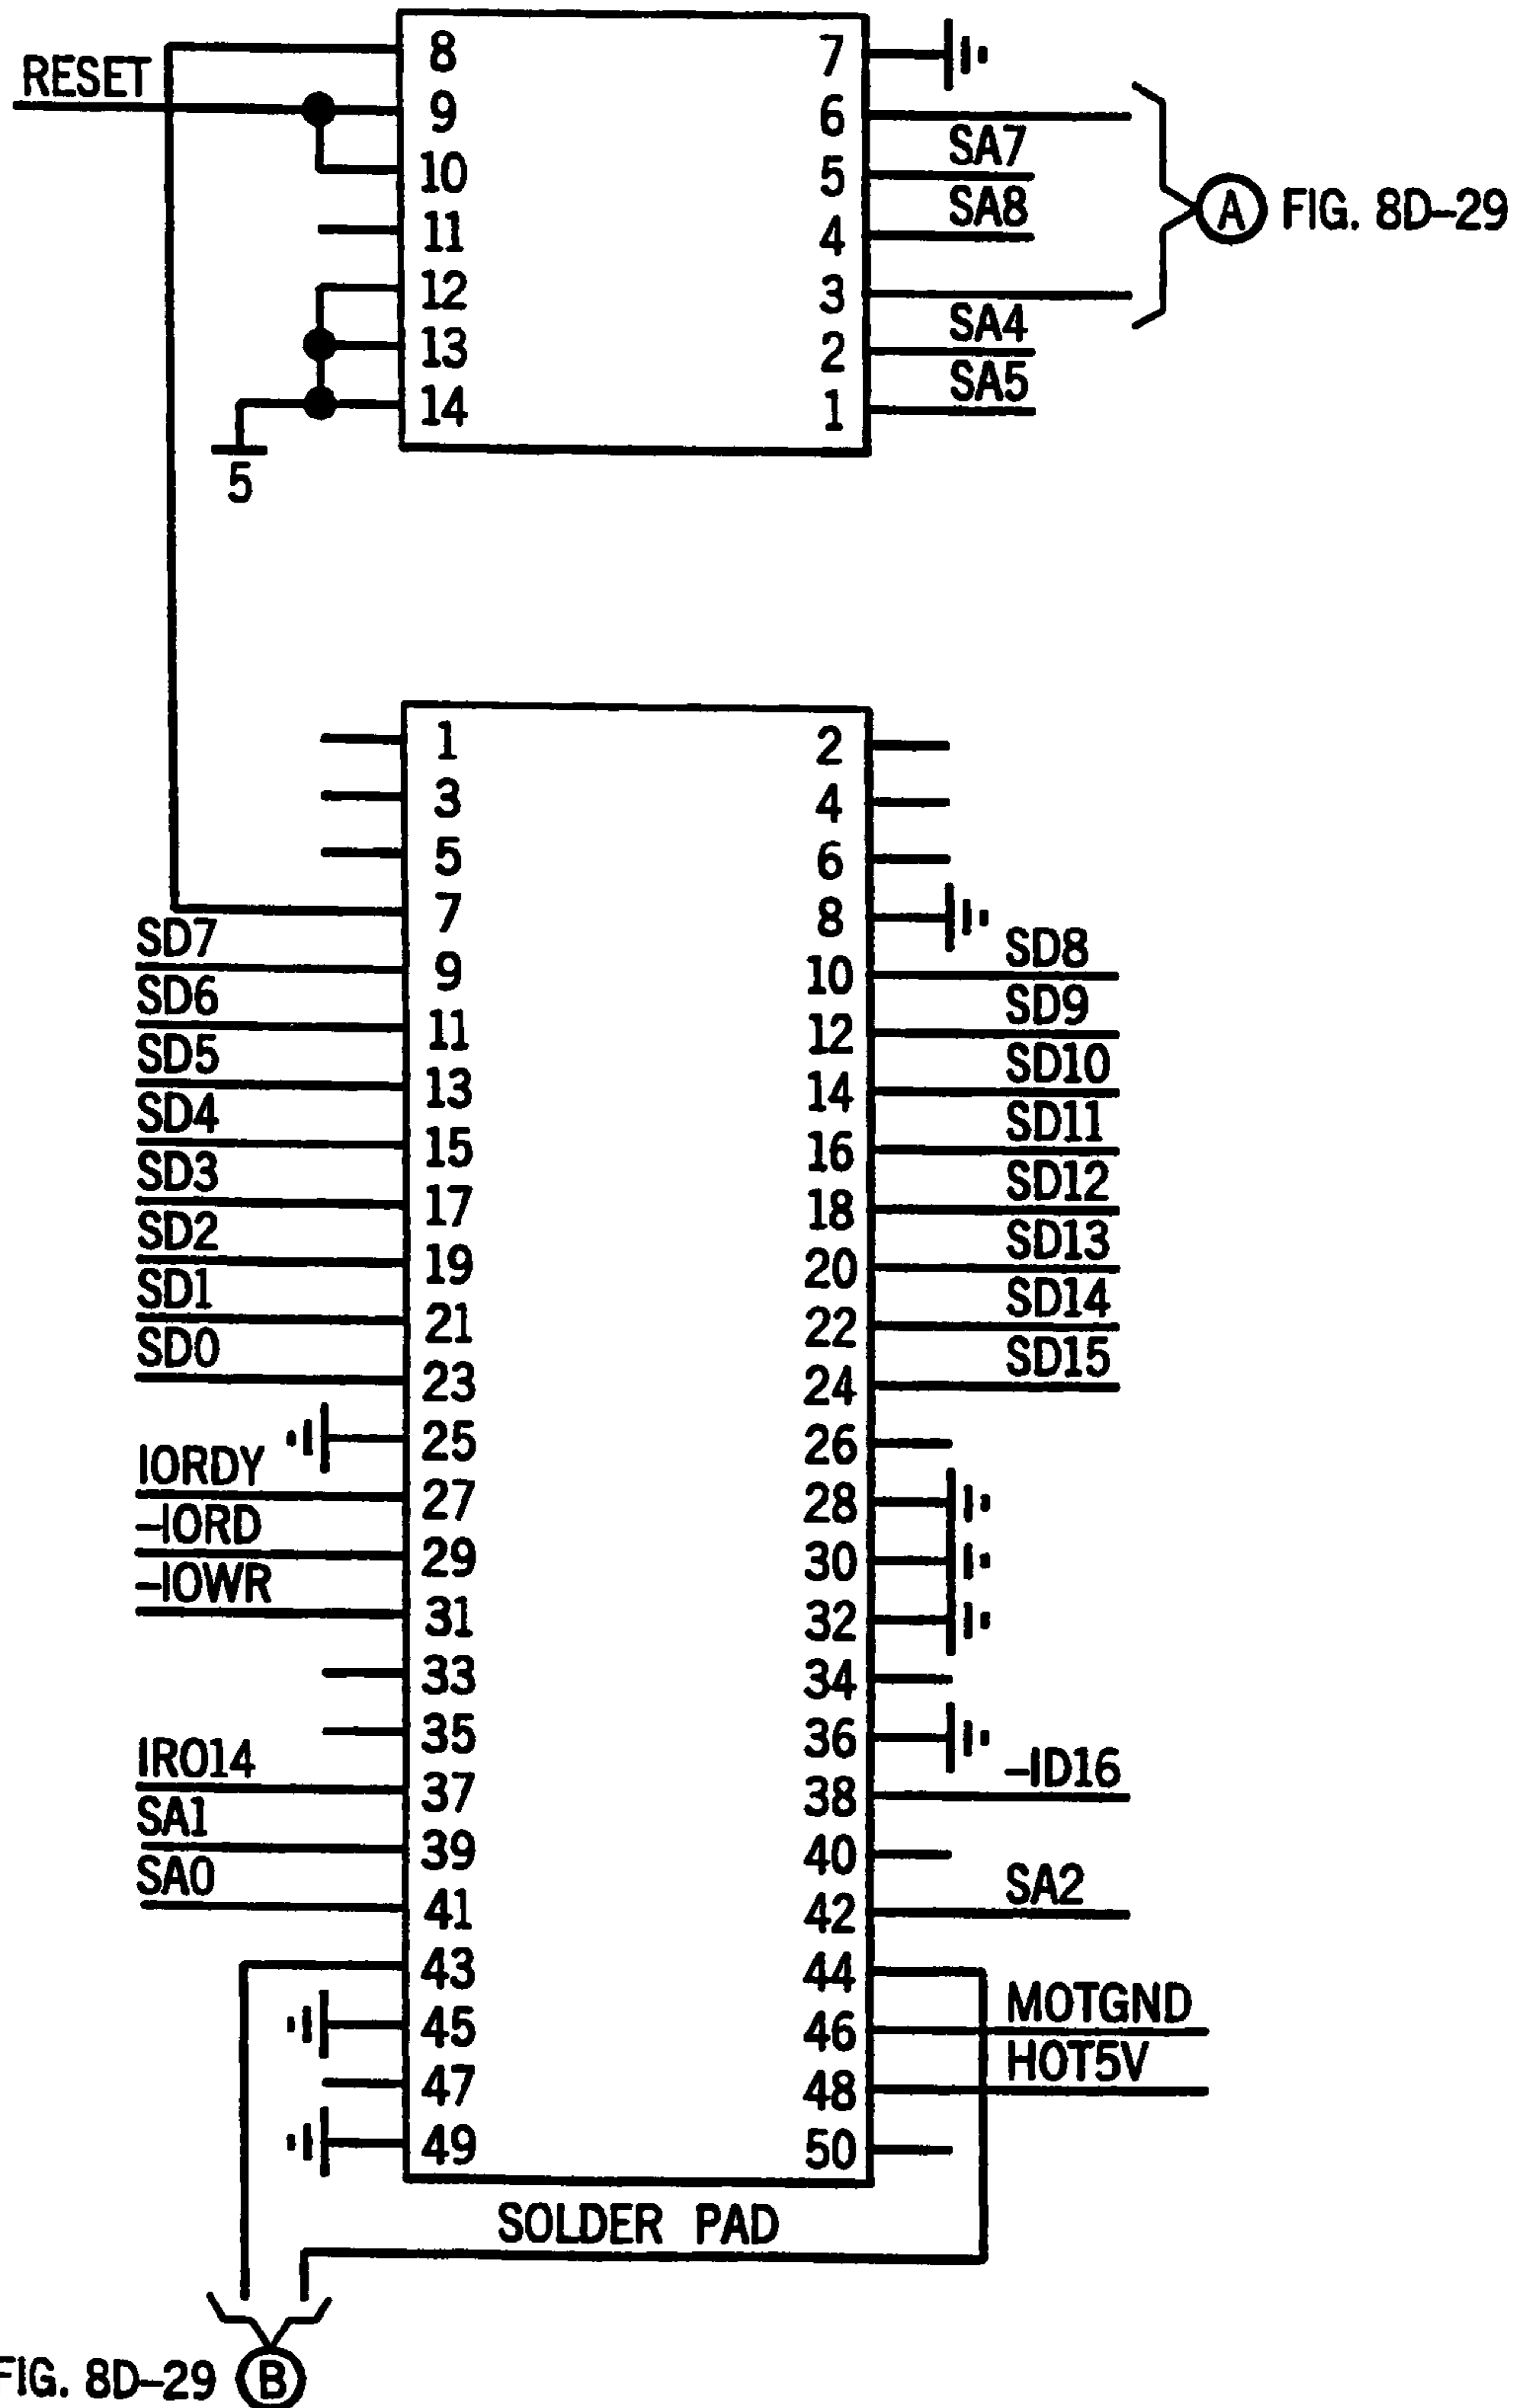 8 7
RESET
9 6
SA7
10 5
SA8
A FIG. 8D-29
11 4
12 3
SA4
13 2
SA5
14 1
5
1 2
3 4
5 6
7 8
SD7 SD8
9 10
SD6 SD9
11 12
SD5 SD10
13 14
SD4 SD11
15 16
SD3 SD12
17 18
SD2 SD13
19 20
SD1 SD14
21 22
SD0 SD15
23 24
25 26
IORDY
27 28
-IORD
29 30
-IOWR
31 32
33 34
35 36
IRO14 -ID16
37 38
SA1
39 40
SA0 SA2
41 42
43 44
MOTGND
45 46
HOT5V
47 48
49 50
SOLDER PAD
FIG. 8D-29 B